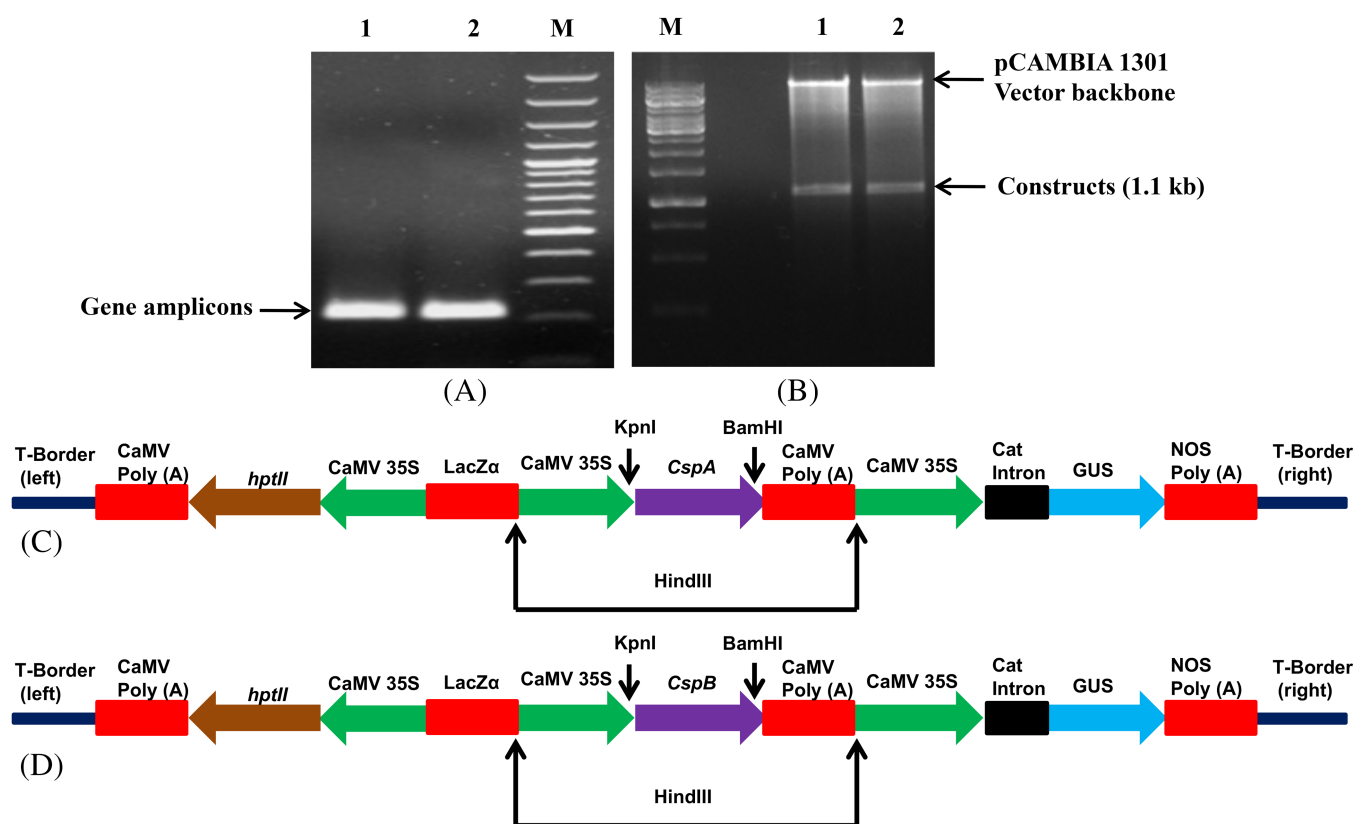 1 2 M M 1 2
pCAMBIA 1301
Vector backbone
Constructs (1.1 kb)
Gene amplicons
(A) (B)
KpnI BamHI
T-Border
(left)
CaMV
Poly (A)
hptII
CaMV 35S
LacZα
CaMV 35S
CspA
CaMV
Poly (A)
CaMV 35S
Cat
Intron
GUS
NOS
Poly (A)
T-Border
(right)
(C)
HindIII
KpnI BamHI
T-Border
(left)
CaMV
Poly (A)
hptII
CaMV 35S
LacZα
CaMV 35S
CspB
CaMV
Poly (A)
CaMV 35S
Cat
Intron
GUS
NOS
Poly (A)
T-Border
(right)
(D)
HindIII